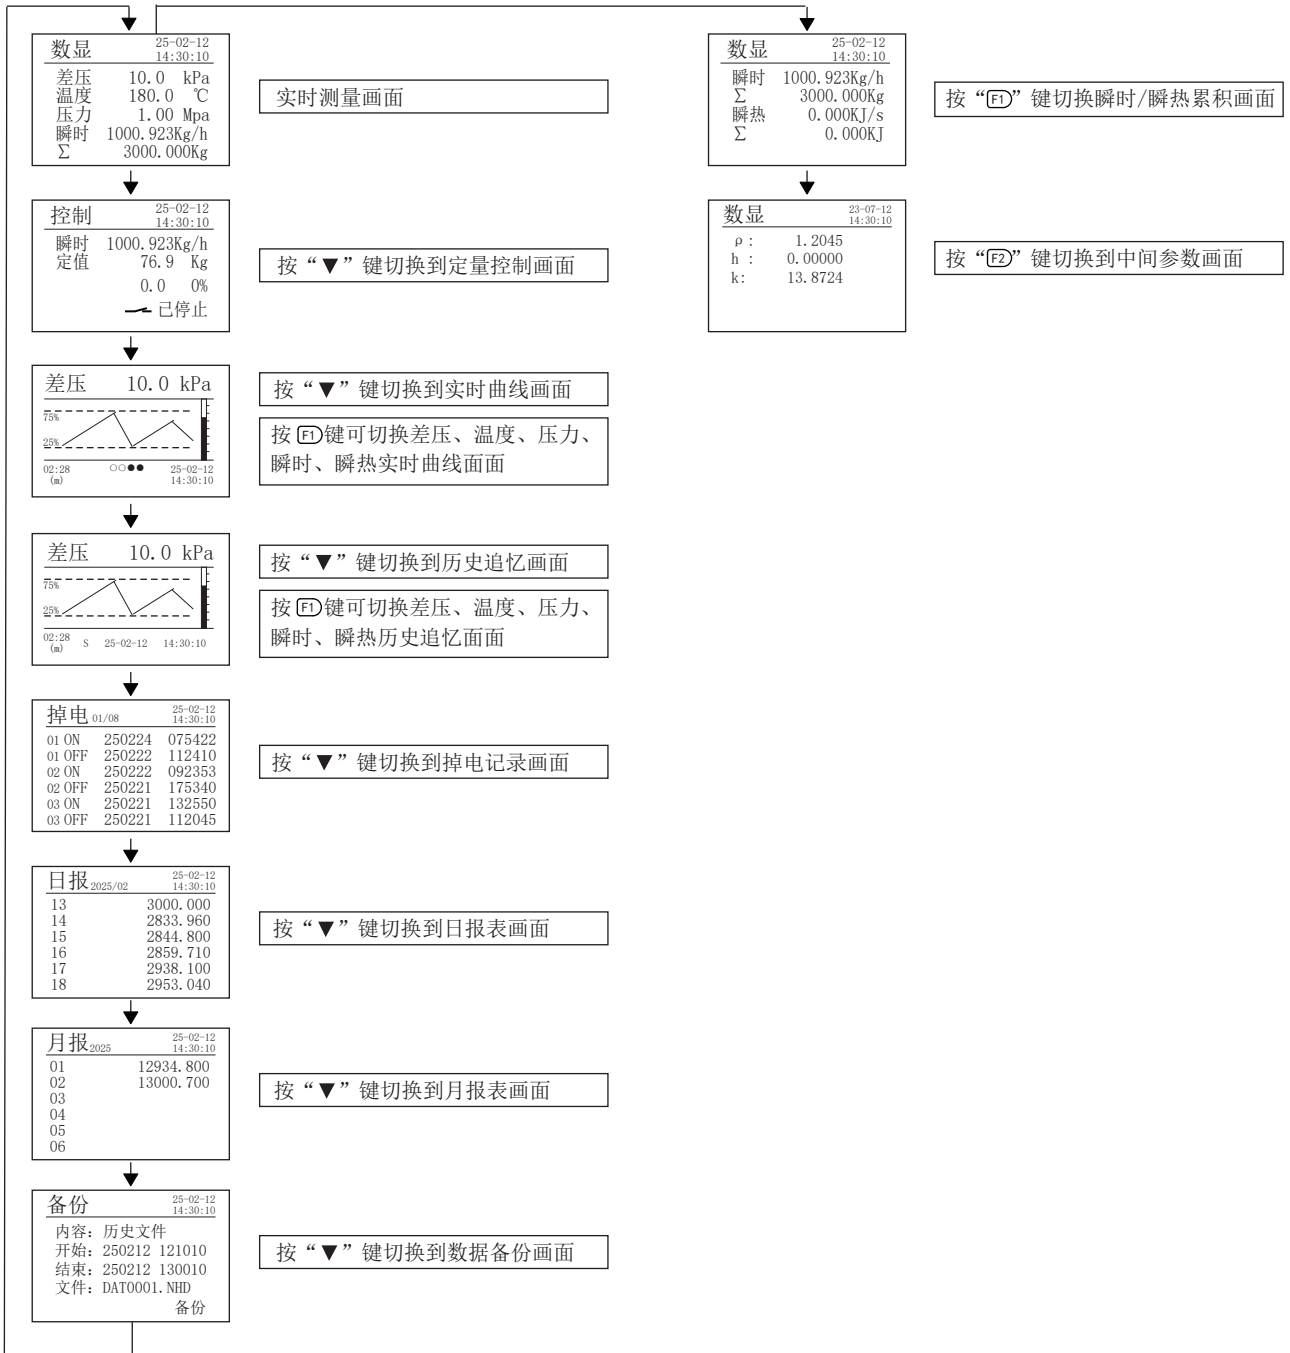 数显 25-02-12
14:30:10
差压 10.0 kPa
温度 180.0 ℃
压力 1.00 Mpa
瞬时 1000.923Kg/h
Σ 3000.000Kg
实时测量画面
数显 25-02-12
14:30:10
瞬时 1000.923Kg/h
Σ 3000.000Kg
瞬热 0.000KJ/s
Σ 0.000KJ
按“F1”键切换瞬时/瞬热累积画面
控制 25-02-12
14:30:10
瞬时 1000.923Kg/h
定值 76.9 Kg
0.0 0%
已停止
按“▼”键切换到定量控制画面
数显 23-07-12
14:30:10
ρ: 1.2045
h : 0.00000
k: 13.8724
按“F2”键切换到中间参数画面
差压 10.0 kPa
75%
25%
02:28 ○○●● 25-02-12
(m) 14:30:10
按“▼”键切换到实时曲线画面
按F1键可切换差压、温度、压力、
瞬时、瞬热实时曲线面面
差压 10.0 kPa
75%
25%
02:28
(m) S 25-02-12 14:30:10
按“▼”键切换到历史追忆画面
按F1键可切换差压、温度、压力、
瞬时、瞬热历史追忆面面
掉电 01/08 25-02-12
14:30:10
01 ON 250224 075422
01 OFF 250222 112410
02 ON 250222 092353
02 OFF 250221 175340
03 ON 250221 132550
03 OFF 250221 112045
按“▼”键切换到掉电记录画面
日报 2025/02 25-02-12
14:30:10
13 3000.000
14 2833.960
15 2844.800
16 2859.710
17 2938.100
18 2953.040
按“▼”键切换到日报表画面
月报 2025 25-02-12
14:30:10
01 12934.800
02 13000.700
03
04
05
06
按“▼”键切换到月报表画面
备份 25-02-12
14:30:10
内容：历史文件
开始：250212 121010
结束：250212 130010
文件：DAT0001.NHD
备份
按“▼”键切换到数据备份画面